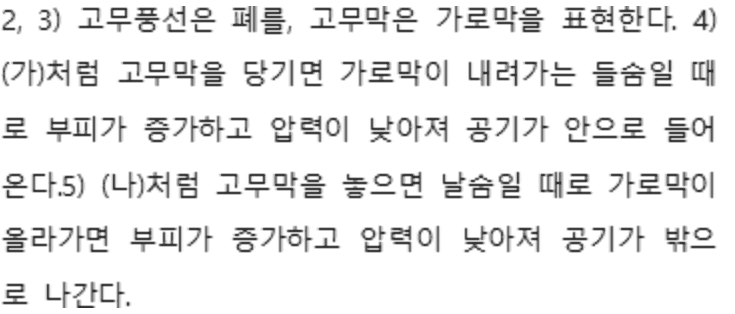 2, 3) 고무풍선은 폐를, 고무막은 가로막을 표현한다. 4)
(가)처럼 고무막을 당기면 가로막이 내려가는 들숨일 때
로 부피가 증가하고 압력이 낮아져 공기가 안으로 들어
온다.5) (나)처럼 고무막을 놓으면 날숨일 때로 가로막이
올라가면 부피가 증가하고 압력이 낮아져 공기가 밖으
로 나간다.